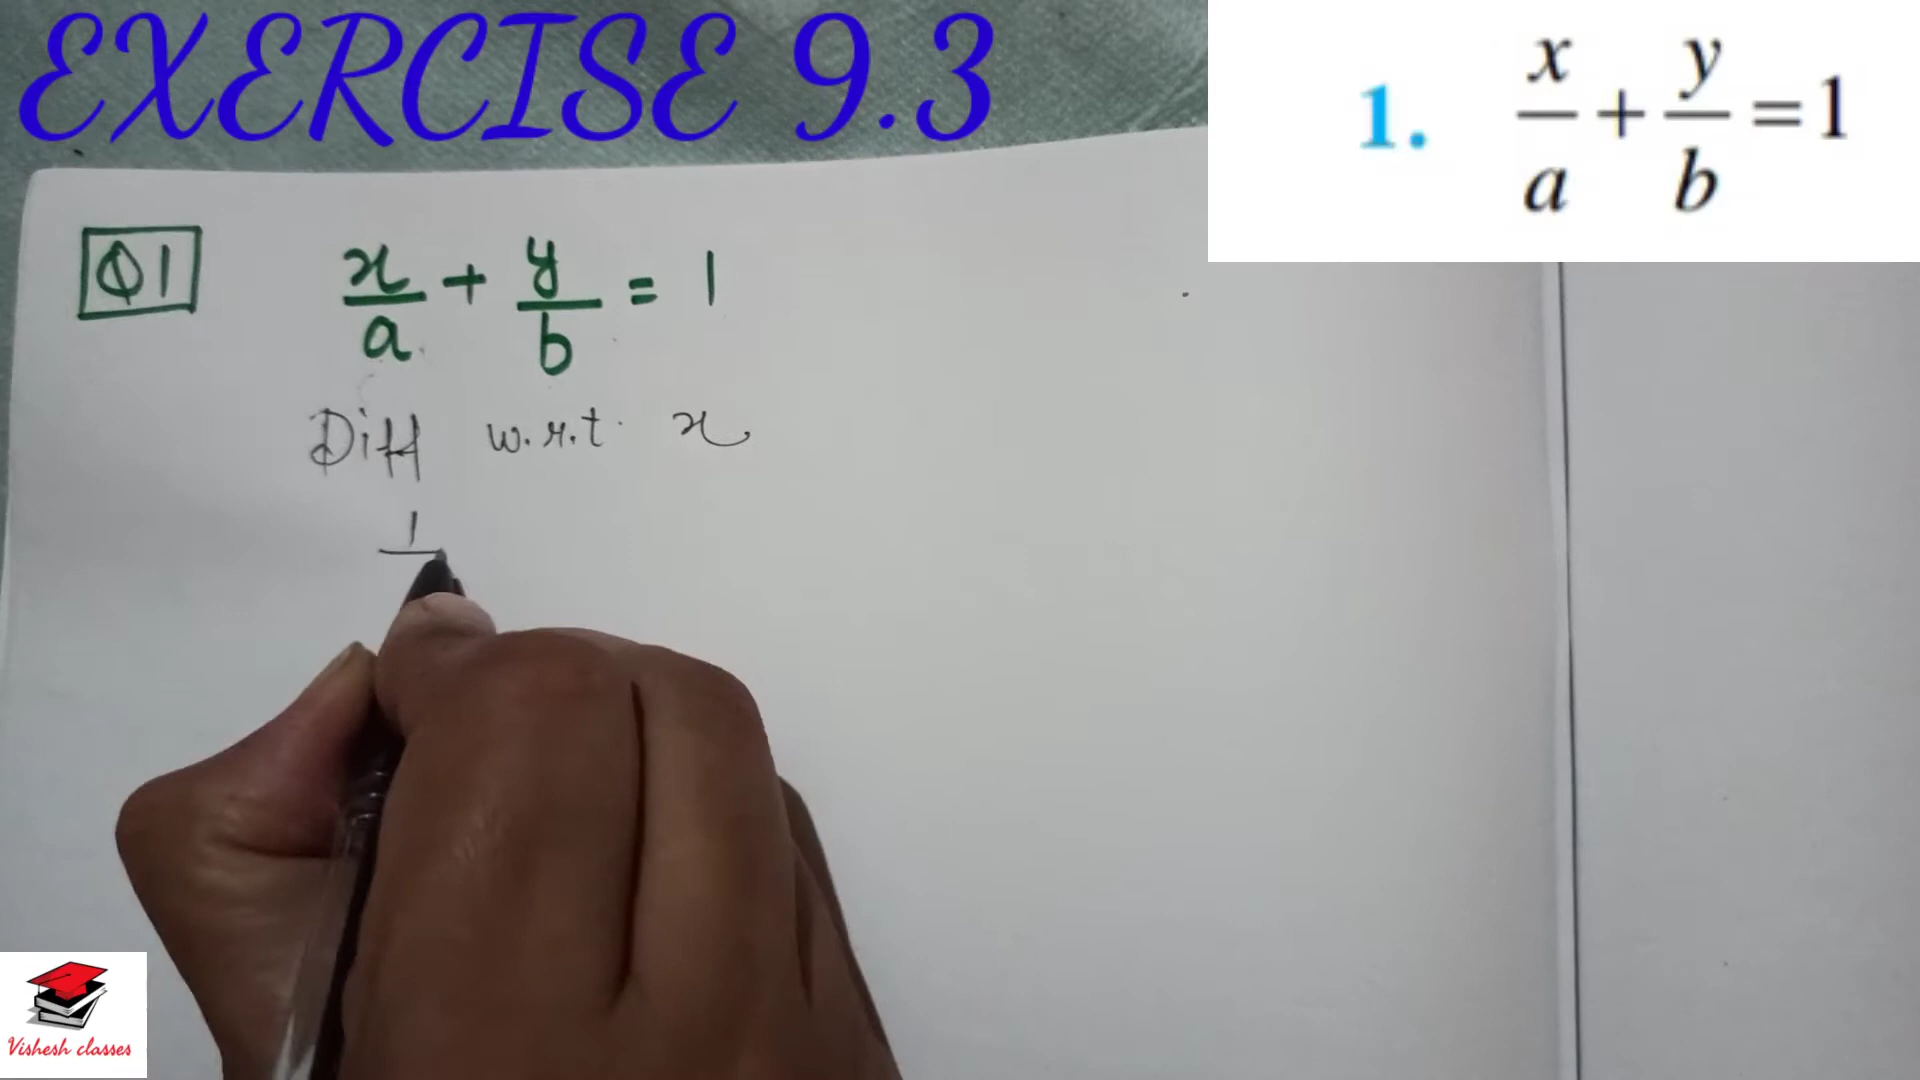 EXERCISE 9.3
1. x/a + y/b = 1
Q1 x/a + y/b = 1
Diff w.r.t. x
1
Vishesh classes